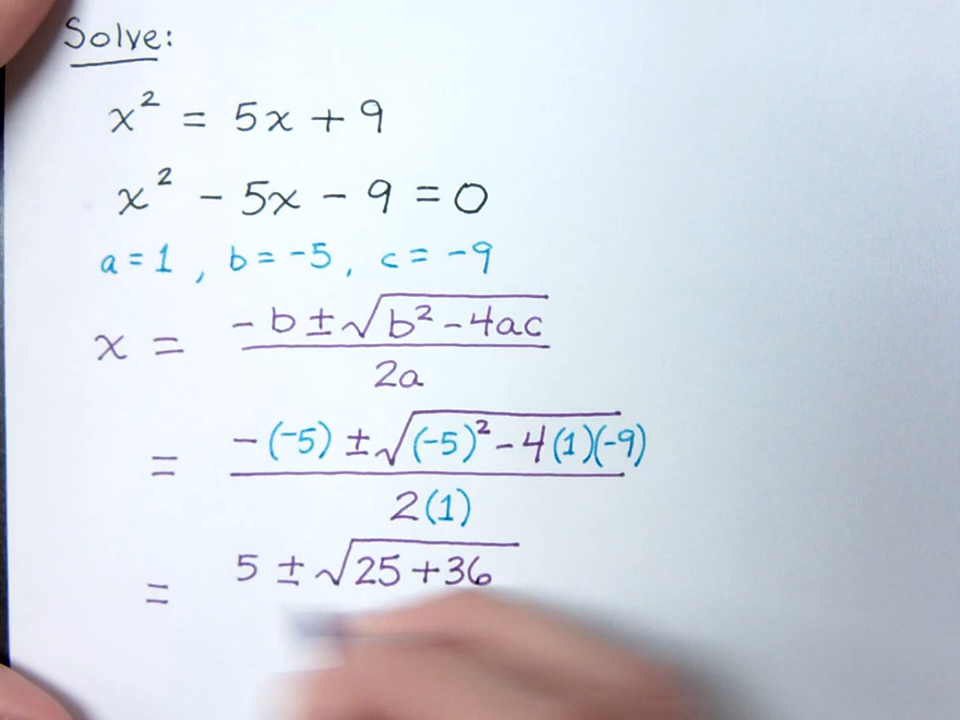 Solve:
x² = 5x + 9
x² - 5x - 9 = 0
a = 1 , b = -5 , c = -9
x = (-b ± √(b² - 4ac)) / 2a
= (-(-5) ± √((-5)² - 4(1)(-9))) / 2(1)
= 5 ± √(25 + 36)